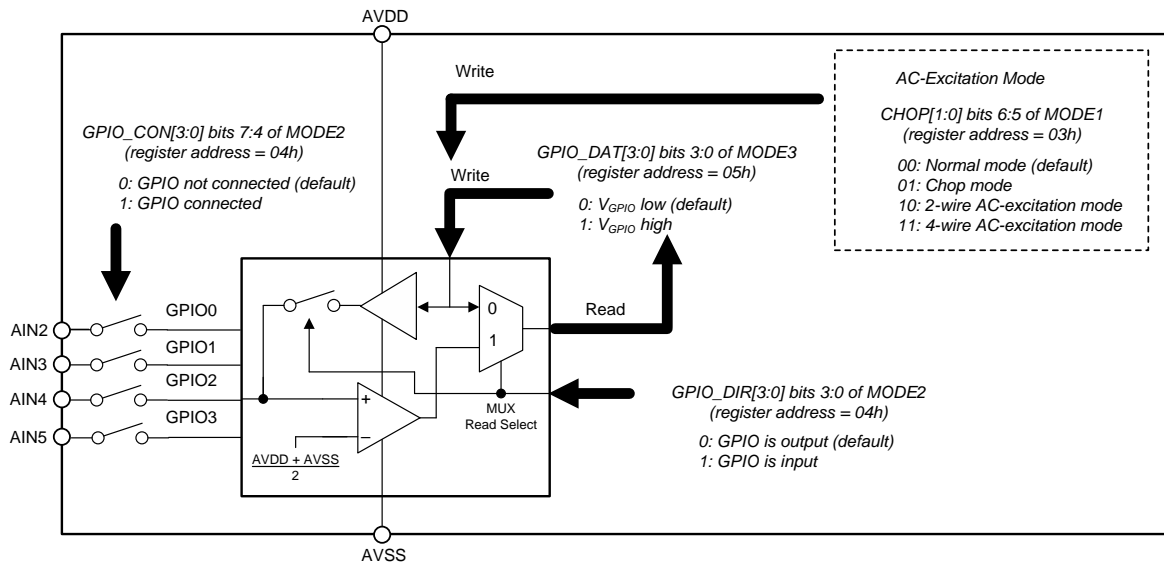 AVDD
Write
AC-Excitation Mode
CHOP[1:0] bits 6:5 of MODE1
(register address = 03h)
00: Normal mode (default)
01: Chop mode
10: 2-wire AC-excitation mode
11: 4-wire AC-excitation mode
GPIO_CON[3:0] bits 7:4 of MODE2
(register address = 04h)
0: GPIO not connected (default)
1: GPIO connected
Write
GPIO_DAT[3:0] bits 3:0 of MODE3
(register address = 05h)
0: VGPIO low (default)
1: VGPIO high
GPIO0
AIN2
GPIO1
AIN3
GPIO2
AIN4
GPIO3
AIN5
0
1
Read
+
−
AVDD + AVSS
2
MUX
Read Select
GPIO_DIR[3:0] bits 3:0 of MODE2
(register address = 04h)
0: GPIO is output (default)
1: GPIO is input
AVSS